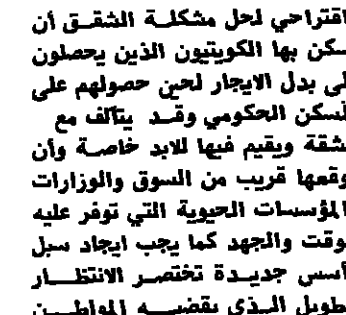 اقتراحي لحل مشكلة الشقق أن
سكن بها الكويتيون الذين يحصلون
لى بدل الايجار لحين حصولهم على
لسكن الحكومي وقد يتآلف مع
شقة ويقيم فيها للابد خاصة وأن
وقعها قريب من السوق والوزارات
المؤسسات الحيوية التي توفر عليه
وقت والجهد كما يجب ايجاد سبل
أسس جديدة تختصر الانتظار
طويل الذي يقضيه المواطنون